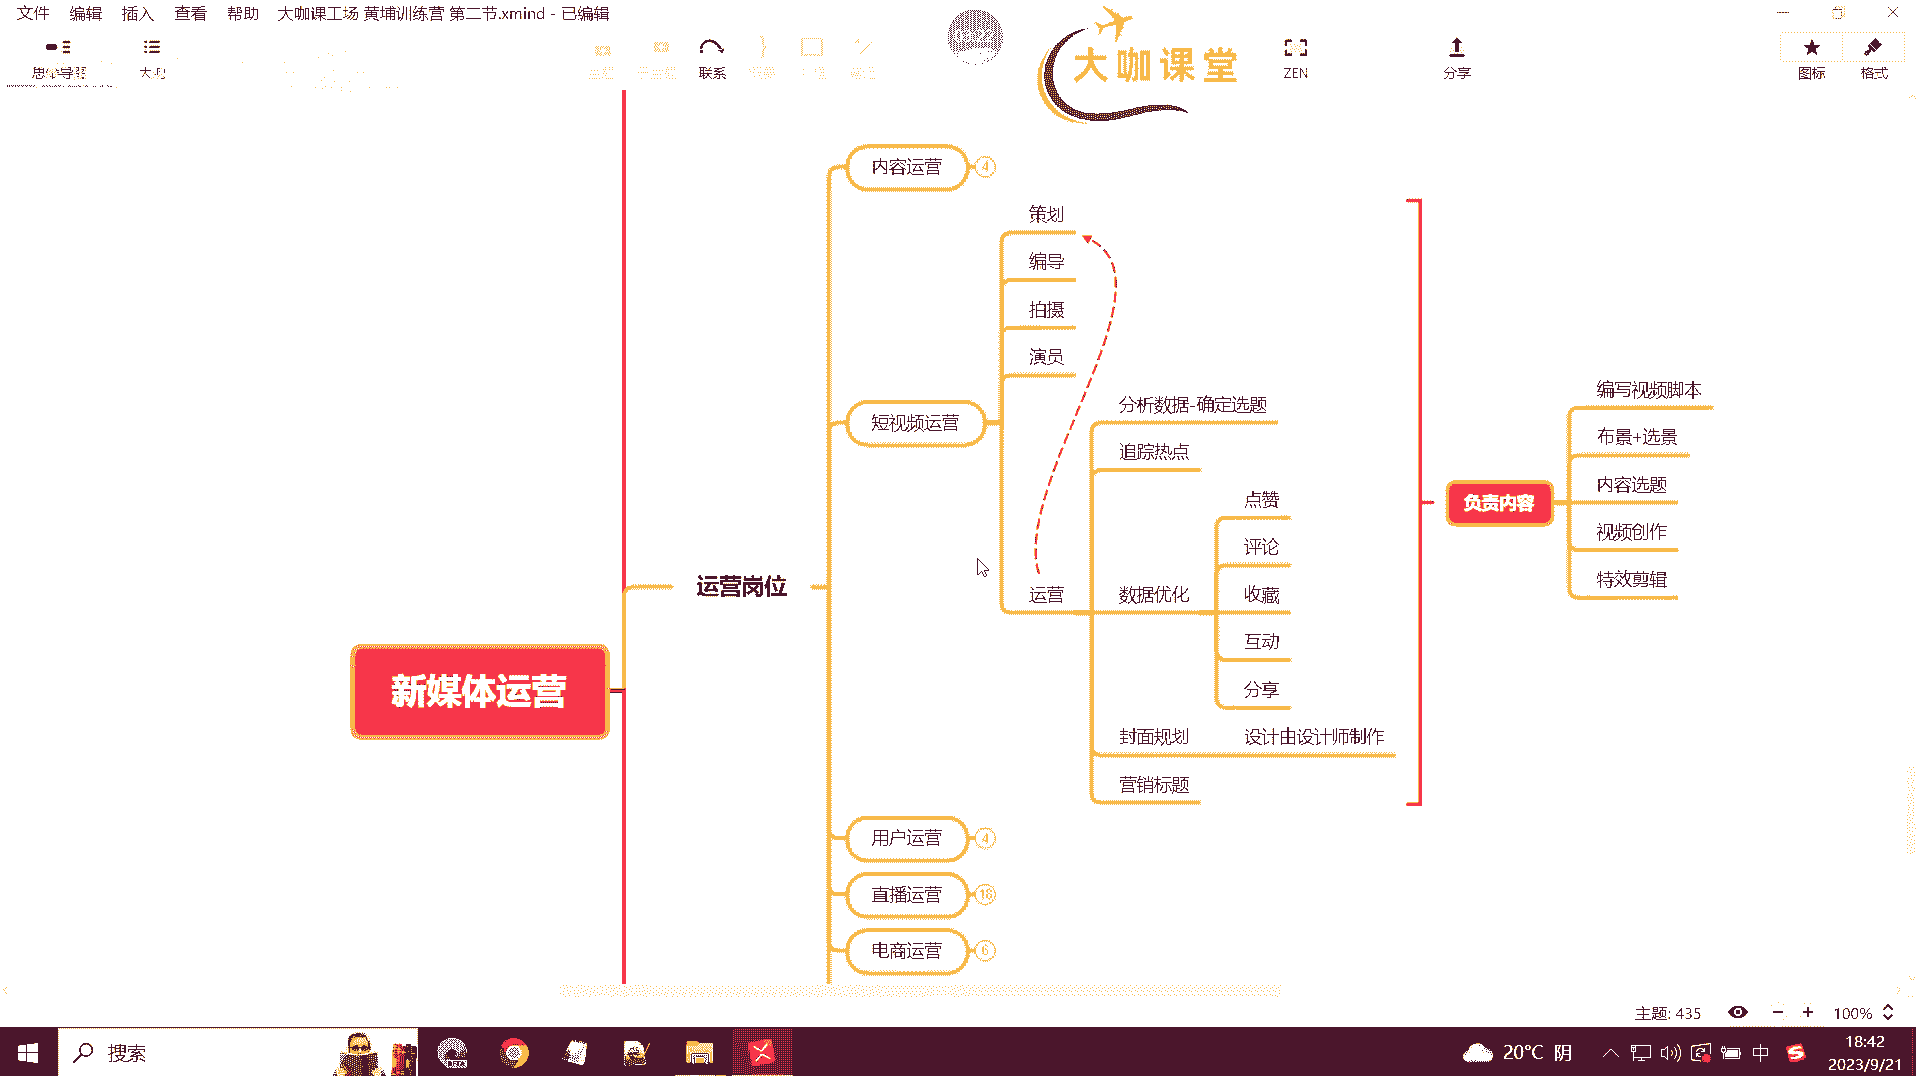 文件 编辑 插入 查看 帮助 大咖课工场 黄埔训练营 第二节.xmind - 已编辑
思维导图 大纲 联系 ZEN 分享 图标 格式
大咖课堂
内容运营 4
策划
编导
拍摄
演员
分析数据-确定选题
编写视频脚本
短视频运营
布景+选景
追踪热点
内容选题
点赞
负责内容
视频创作
评论
特效剪辑
运营岗位
运营
数据优化
收藏
互动
新媒体运营
分享
封面规划
设计由设计师制作
营销标题
用户运营 4
直播运营 16
电商运营 6
主题: 435 100%
搜索
20°C 阴
中
18:42
2023/9/21